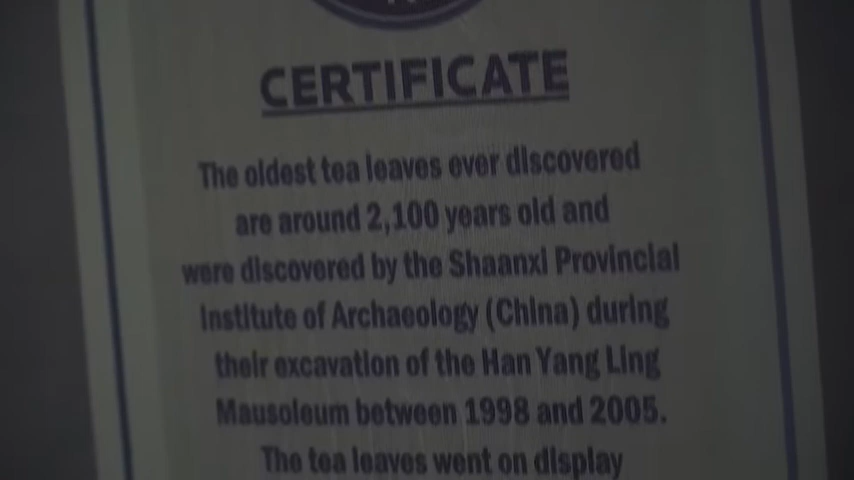 CERTIFICATE
The oldest tea leaves ever discovered
are around 2,100 years old and
were discovered by the Shaanxi Provincial
Institute of Archaeology (China) during
their excavation of the Han Yang Ling
Mausoleum between 1998 and 2005.
The tea leaves went on display